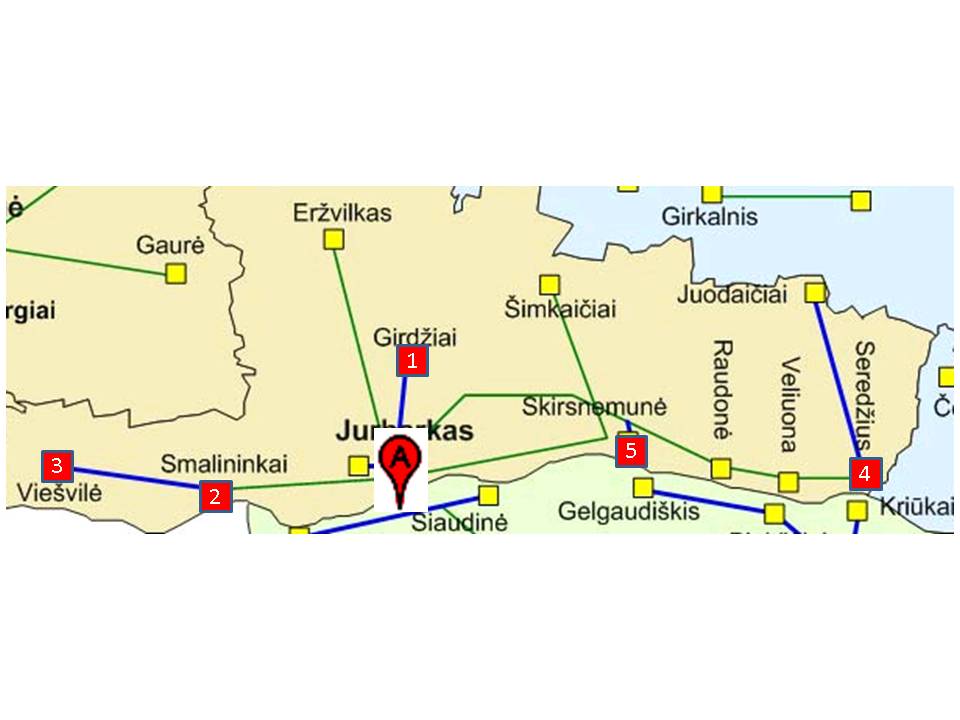 ė
Eržvilkas
Girkalnis
Gaurė
Šimkaičiai
Juodaičiai
rgiai
Girdžiai
1
Raudonė
Veliuona
Seredžius
Skirsnemunė
Jurbarkas
A
3
Smalininkai
5
4
Viešvilė
2
Siaudinė
Gelgaudiškis
Kriūkai